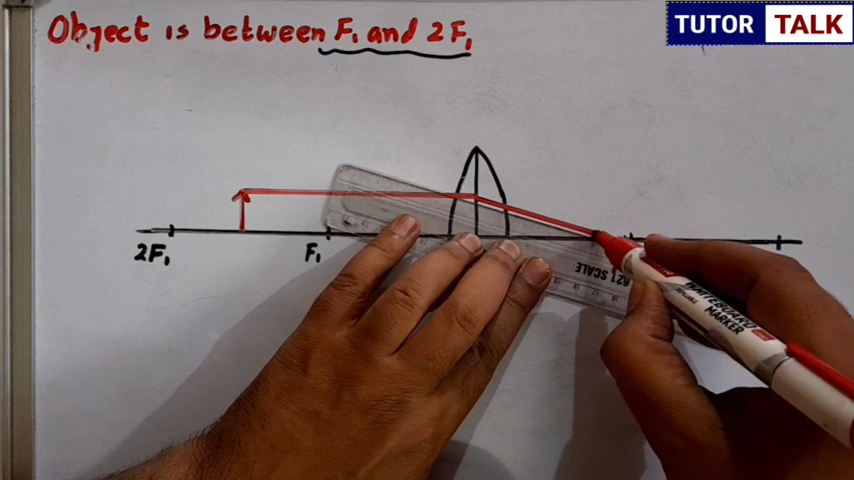 Object is between F₁ and 2F₁
TUTOR TALK
2F₁
F₁
SCALE
WHITEBOARD
MARKER